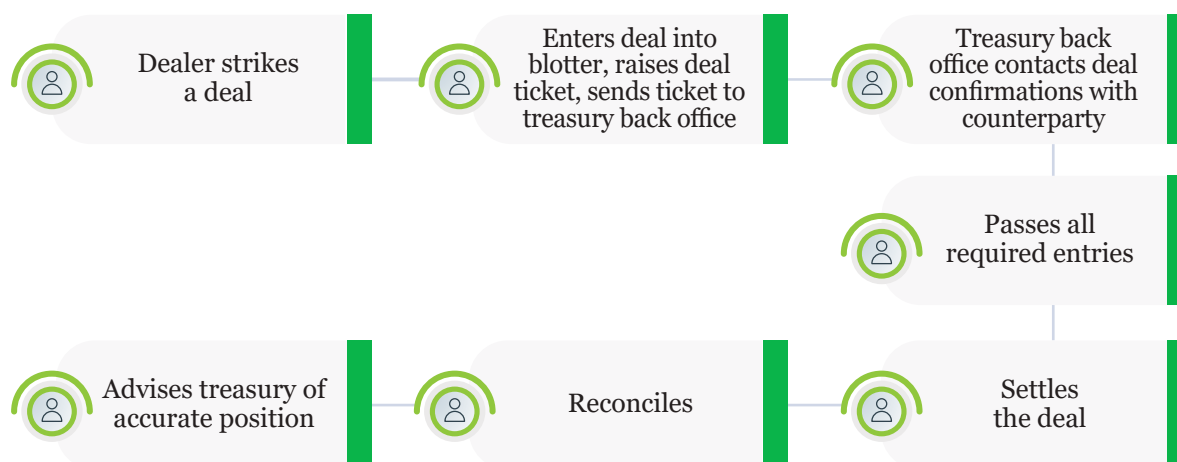 Dealer strikes
a deal
Enters deal into
blotter, raises deal
ticket, sends ticket to
treasury back office
Treasury back
office contacts deal
confirmations with
counterparty
Passes all
required entries
Settles
the deal
Reconciles
Advises treasury of
accurate position